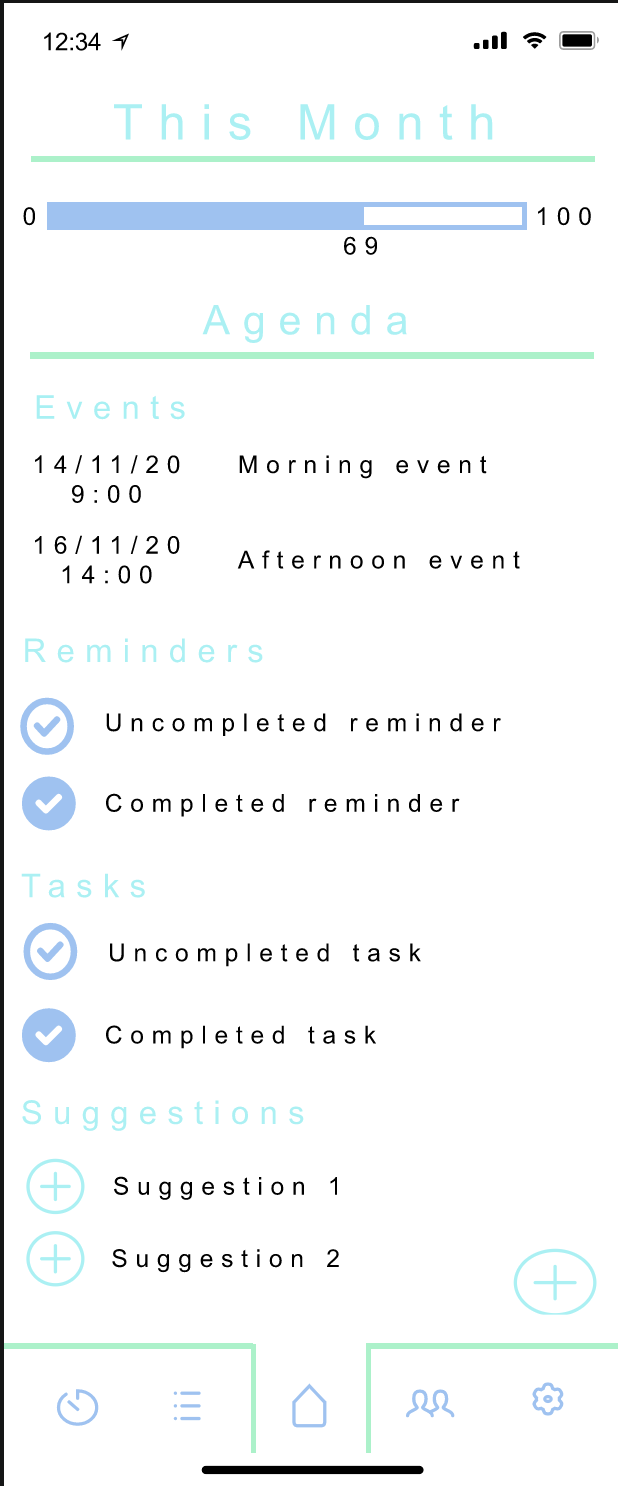 12:34
This Month
0 100
69
Agenda
Events
14/11/20 Morning event
9:00
16/11/20
Afternoon event
14:00
Reminders
Uncompleted reminder
Completed reminder
Tasks
Uncompleted task
Completed task
Suggestions
Suggestion 1
Suggestion 2